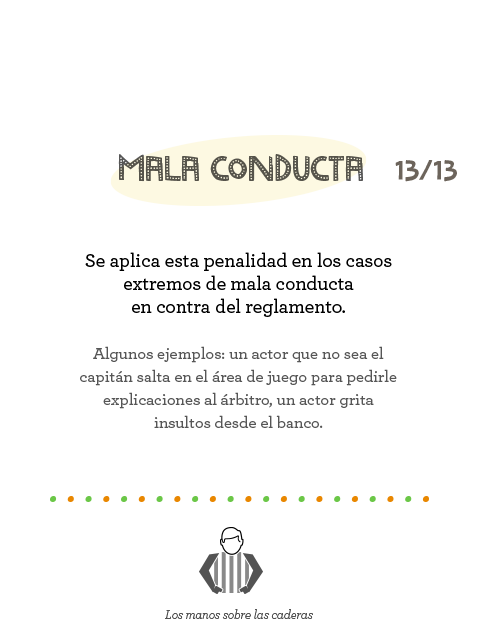 MALA CONDUCTA 13/13
Se aplica esta penalidad en los casos
extremos de mala conducta
en contra del reglamento.
Algunos ejemplos: un actor que no sea el
capitán salta en el área de juego para pedirle
explicaciones al árbitro, un actor grita
insultos desde el banco.
Los manos sobre las caderas